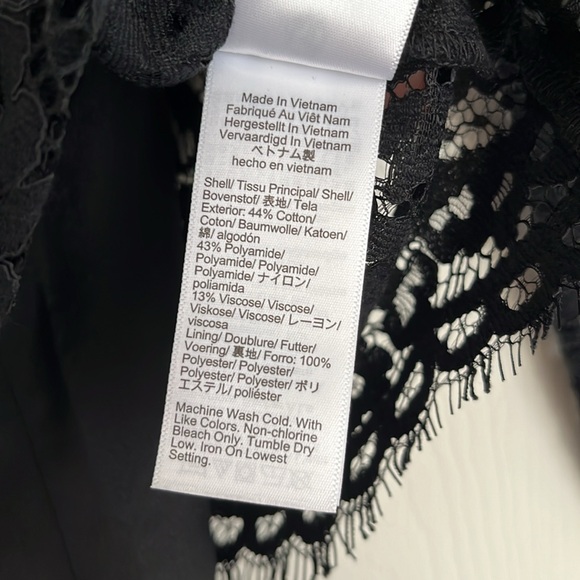 Made In Vietnam
Fabriqué Au Viêt Nam
Hergestellt In Vietnam
Vervaardigd In Vietnam
ベトナム製
hecho en vietnam
Shell/ Tissu Principal/ Shell/
Bovenstof/ 表地/ Tela
Exterior: 44% Cotton/
Coton/ Baumwolle/ Katoen/
綿/ algodón
43% Polyamide/
Polyamide/ Polyamide/
Polyamide/ ナイロン/
poliamida
13% Viscose/ Viscose/
Viskose/ Viscose/ レーヨン/
viscosa
Lining/ Doublure/ Futter/
Voering/ 裏地/ Forro: 100%
Polyester/ Polyester/
Polyester/ Polyester/ ポリ
エステル/ poliéster
Machine Wash Cold. With
Like Colors. Non-chlorine
Bleach Only. Tumble Dry
Low. Iron On Lowest
Setting.